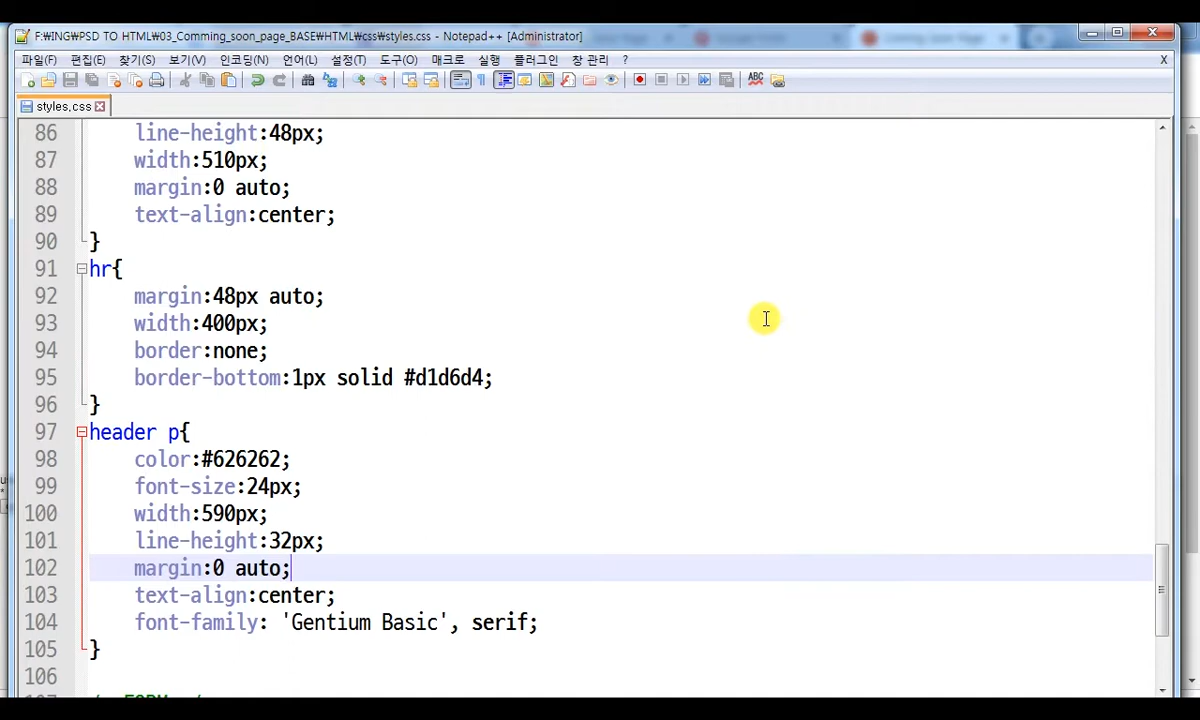 F:₩ING₩PSD TO HTML₩03_Comming_soon_page_BASE₩HTML₩css₩styles.css - Notepad++ [Administrator]
파일(F) 편집(E) 찾기(S) 보기(V) 인코딩(N) 언어(L) 설정(T) 도구(O) 매크로 실행 플러그인 창 관리 ? X
styles.css
86 line-height:48px;
87 width:510px;
88 margin:0 auto;
89 text-align:center;
90 }
91 hr{
92 margin:48px auto;
93 width:400px;
94 border:none;
95 border-bottom:1px solid #d1d6d4;
96 }
97 header p{
98 color:#626262;
99 font-size:24px;
100 width:590px;
101 line-height:32px;
102 margin:0 auto;
103 text-align:center;
104 font-family: 'Gentium Basic', serif;
105 }
106